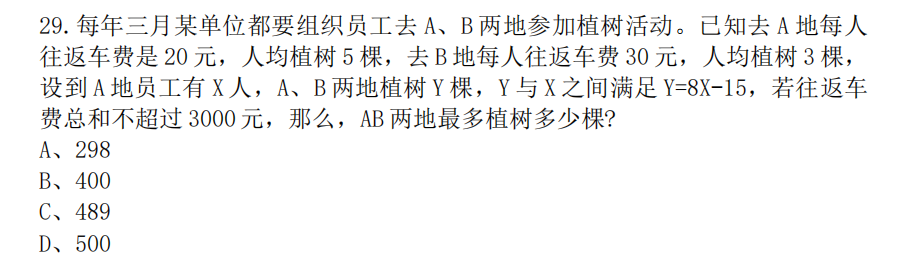 29.每年三月某单位都要组织员工去 A、B 两地参加植树活动。已知去 A 地每人
往返车费是 20 元，人均植树 5 棵，去 B 地每人往返车费 30 元，人均植树 3 棵，
设到 A 地员工有 X 人，A、B 两地植树 Y 棵，Y 与 X 之间满足 Y=8X-15，若往返车
费总和不超过 3000 元，那么，AB 两地最多植树多少棵?
A、298
B、400
C、489
D、500